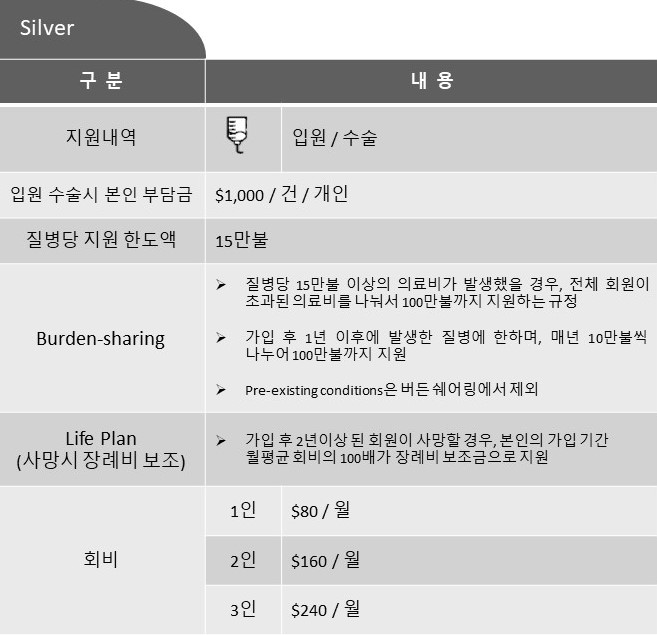 Silver
구 분
내 용
지원내역
입원 / 수술
입원 수술시 본인 부담금
$1,000 / 건 / 개인
질병당 지원 한도액
15만불
Burden-sharing
➢ 질병당 15만불 이상의 의료비가 발생했을 경우, 전체 회원이
초과된 의료비를 나눠서 100만불까지 지원하는 규정
➢ 가입 후 1년 이후에 발생한 질병에 한하며, 매년 10만불씩
나누어 100만불까지 지원
➢ Pre-existing conditions은 버든 쉐어링에서 제외
Life Plan
(사망시 장례비 보조)
➢ 가입 후 2년이상 된 회원이 사망할 경우, 본인의 가입 기간
월평균 회비의 100배가 장례비 보조금으로 지원
회비
1인
$80 / 월
2인
$160 / 월
3인
$240 / 월